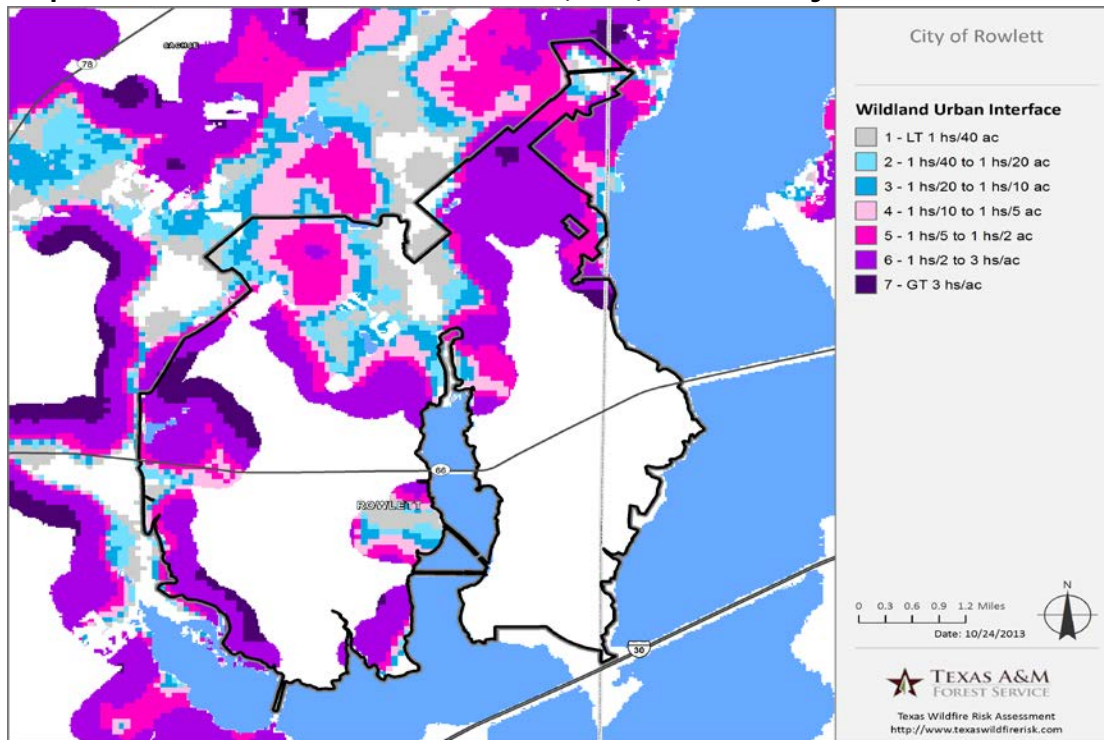 City of Rowlett
SACHSE
78
66
ROWLETT
30
Wildland Urban Interface
1 - LT 1 hs/40 ac
2 - 1 hs/40 to 1 hs/20 ac
3 - 1 hs/20 to 1 hs/10 ac
4 - 1 hs/10 to 1 hs/5 ac
5 - 1 hs/5 to 1 hs/2 ac
6 - 1 hs/2 to 3 hs/ac
7 - GT 3 hs/ac
N
0 0.3 0.6 0.9 1.2 Miles
Date: 10/24/2013
TEXAS A&M
FOREST SERVICE
Texas Wildfire Risk Assessment
http://www.texaswildfirerisk.com